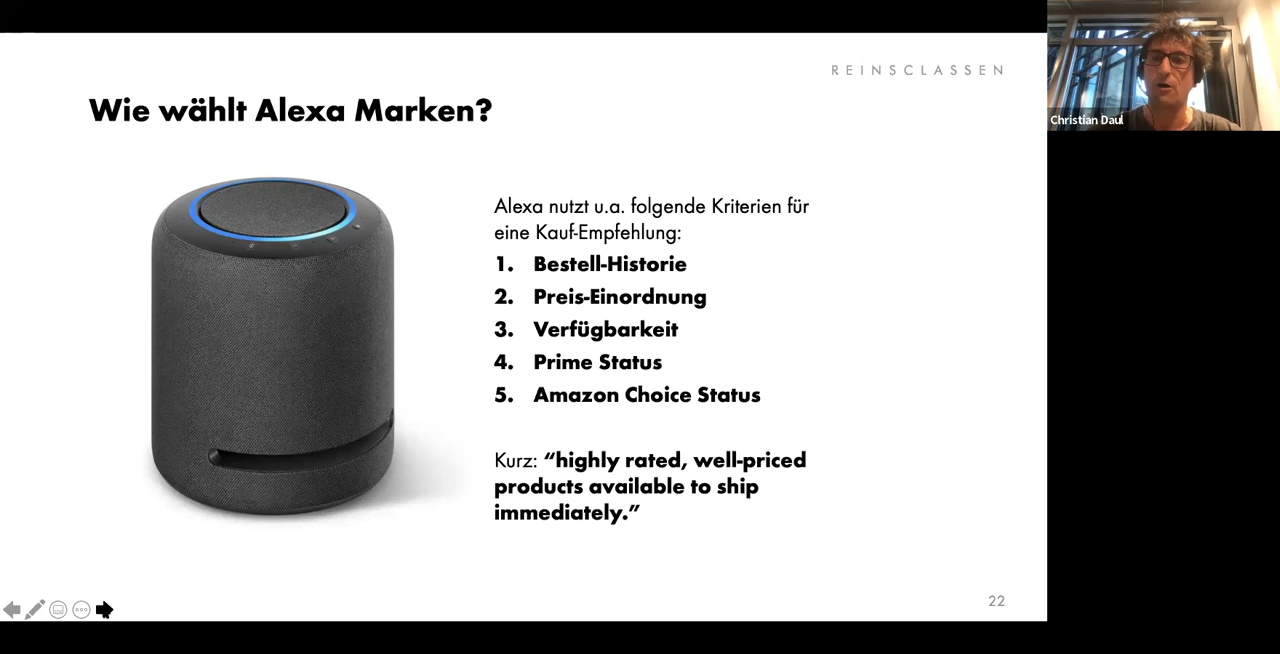 REINSCLASSEN
Wie wählt Alexa Marken?
Alexa nutzt u.a. folgende Kriterien für
eine Kauf-Empfehlung:
1. Bestell-Historie
2. Preis-Einordnung
3. Verfügbarkeit
4. Prime Status
5. Amazon Choice Status
Kurz: “highly rated, well-priced
products available to ship
immediately.”
22
Christian Daul